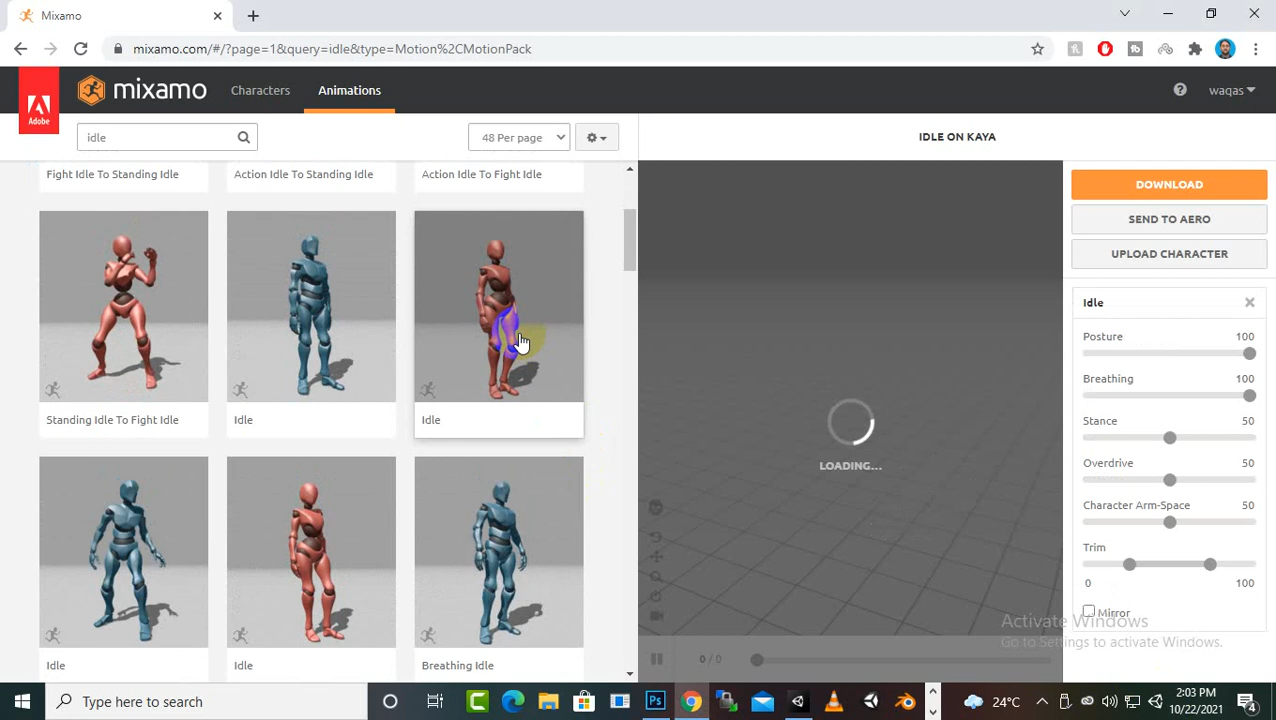 Mixamo
mixamo.com/#/?page=1&query=idle&type=Motion%2CMotionPack
Adobe
mixamo
Characters
Animations
waqas
idle
48 Per page
IDLE ON KAYA
Fight Idle To Standing Idle
Action Idle To Standing Idle
Action Idle To Fight Idle
DOWNLOAD
SEND TO AERO
UPLOAD CHARACTER
Standing Idle To Fight Idle
Idle
Idle
Idle
Idle
Breathing Idle
LOADING...
0 / 0
Idle
Posture 100
Breathing 100
Stance 50
Overdrive 50
Character Arm-Space 50
Trim
0 100
Mirror
Activate Windows
Go to Settings to activate Windows.
Type here to search
Ps
24°C
2:03 PM
10/22/2021
4